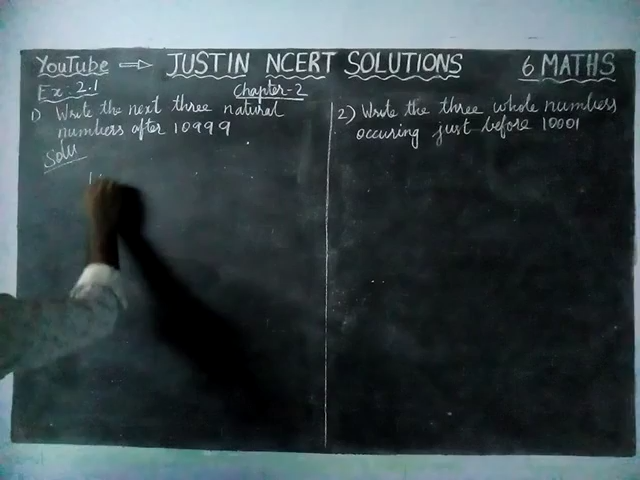 YouTube ⇒ JUSTIN NCERT SOLUTIONS 6 MATHS
Ex: 2.1 Chapter-2
1) Write the next three natural
numbers after 10999
Solu
2) Write the three whole numbers
occuring just before 10001